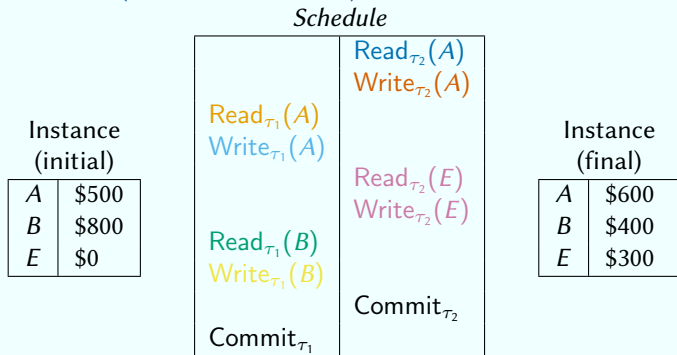 Schedule
Read_{τ₂}(A)
Write_{τ₂}(A)
Read_{τ₁}(A)
Write_{τ₁}(A)
Read_{τ₂}(E)
Write_{τ₂}(E)
Read_{τ₁}(B)
Write_{τ₁}(B)
Commit_{τ₂}
Commit_{τ₁}
Instance
(initial)
A $500
B $800
E $0
Instance
(final)
A $600
B $400
E $300